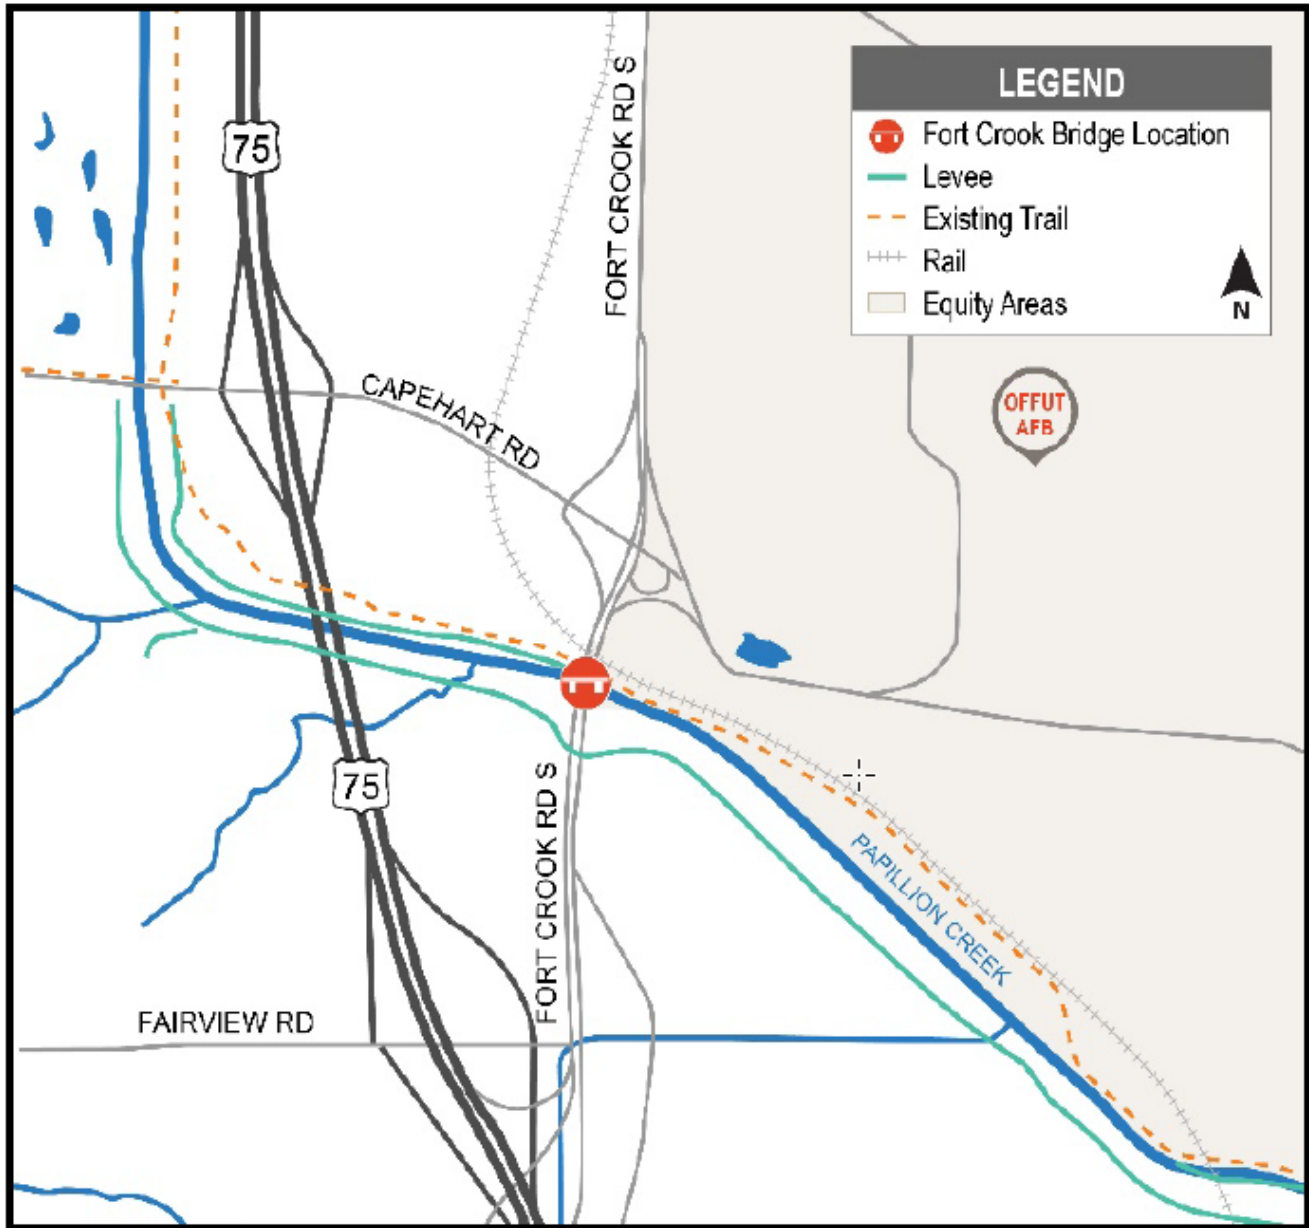 LEGEND
Fort Crook Bridge Location
Levee
Existing Trail
Rail
Equity Areas
N
75
FORT CROOK RD S
CAPEHART RD
OFFUT
AFB
75
FORT CROOK RD S
PAPILLION CREEK
FAIRVIEW RD